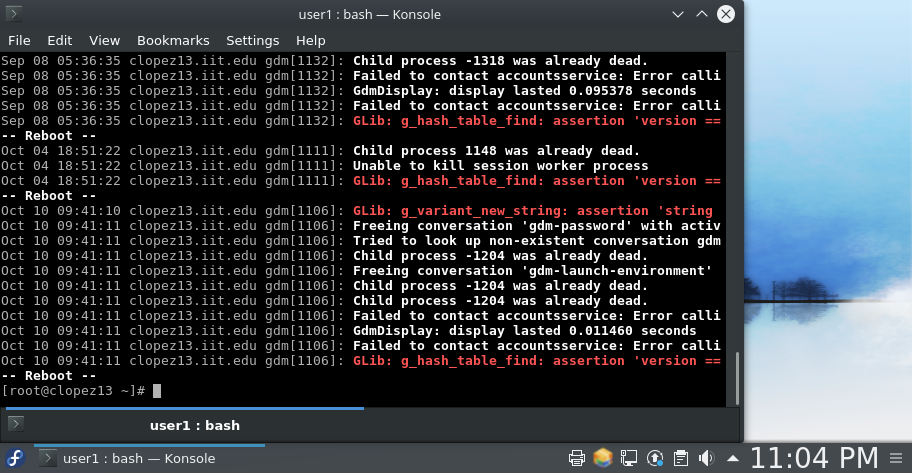 user1 : bash — Konsole
File Edit View Bookmarks Settings Help
Sep 08 05:36:35 clopez13.iit.edu gdm[1132]: Child process -1318 was already dead.
Sep 08 05:36:35 clopez13.iit.edu gdm[1132]: Failed to contact accountsservice: Error calli
Sep 08 05:36:35 clopez13.iit.edu gdm[1132]: GdmDisplay: display lasted 0.095378 seconds
Sep 08 05:36:35 clopez13.iit.edu gdm[1132]: Failed to contact accountsservice: Error calli
Sep 08 05:36:35 clopez13.iit.edu gdm[1132]: GLib: g_hash_table_find: assertion 'version ==
-- Reboot --
Oct 04 18:51:22 clopez13.iit.edu gdm[1111]: Child process 1148 was already dead.
Oct 04 18:51:22 clopez13.iit.edu gdm[1111]: Unable to kill session worker process
Oct 04 18:51:22 clopez13.iit.edu gdm[1111]: GLib: g_hash_table_find: assertion 'version ==
-- Reboot --
Oct 10 09:41:10 clopez13.iit.edu gdm[1106]: GLib: g_variant_new_string: assertion 'string
Oct 10 09:41:11 clopez13.iit.edu gdm[1106]: Freeing conversation 'gdm-password' with activ
Oct 10 09:41:11 clopez13.iit.edu gdm[1106]: Tried to look up non-existent conversation gdm
Oct 10 09:41:11 clopez13.iit.edu gdm[1106]: Child process -1204 was already dead.
Oct 10 09:41:11 clopez13.iit.edu gdm[1106]: Freeing conversation 'gdm-launch-environment'
Oct 10 09:41:11 clopez13.iit.edu gdm[1106]: Child process -1204 was already dead.
Oct 10 09:41:11 clopez13.iit.edu gdm[1106]: Child process -1204 was already dead.
Oct 10 09:41:11 clopez13.iit.edu gdm[1106]: Failed to contact accountsservice: Error calli
Oct 10 09:41:11 clopez13.iit.edu gdm[1106]: GdmDisplay: display lasted 0.011460 seconds
Oct 10 09:41:11 clopez13.iit.edu gdm[1106]: Failed to contact accountsservice: Error calli
Oct 10 09:41:11 clopez13.iit.edu gdm[1106]: GLib: g_hash_table_find: assertion 'version ==
-- Reboot --
[root@clopez13 ~]#
user1 : bash
user1 : bash — Konsole
11:04 PM